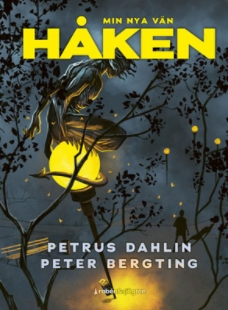 MIN NYA VÄN
HÅKEN
PETRUS DAHLIN
PETER BERGTING
rabén&sjögren